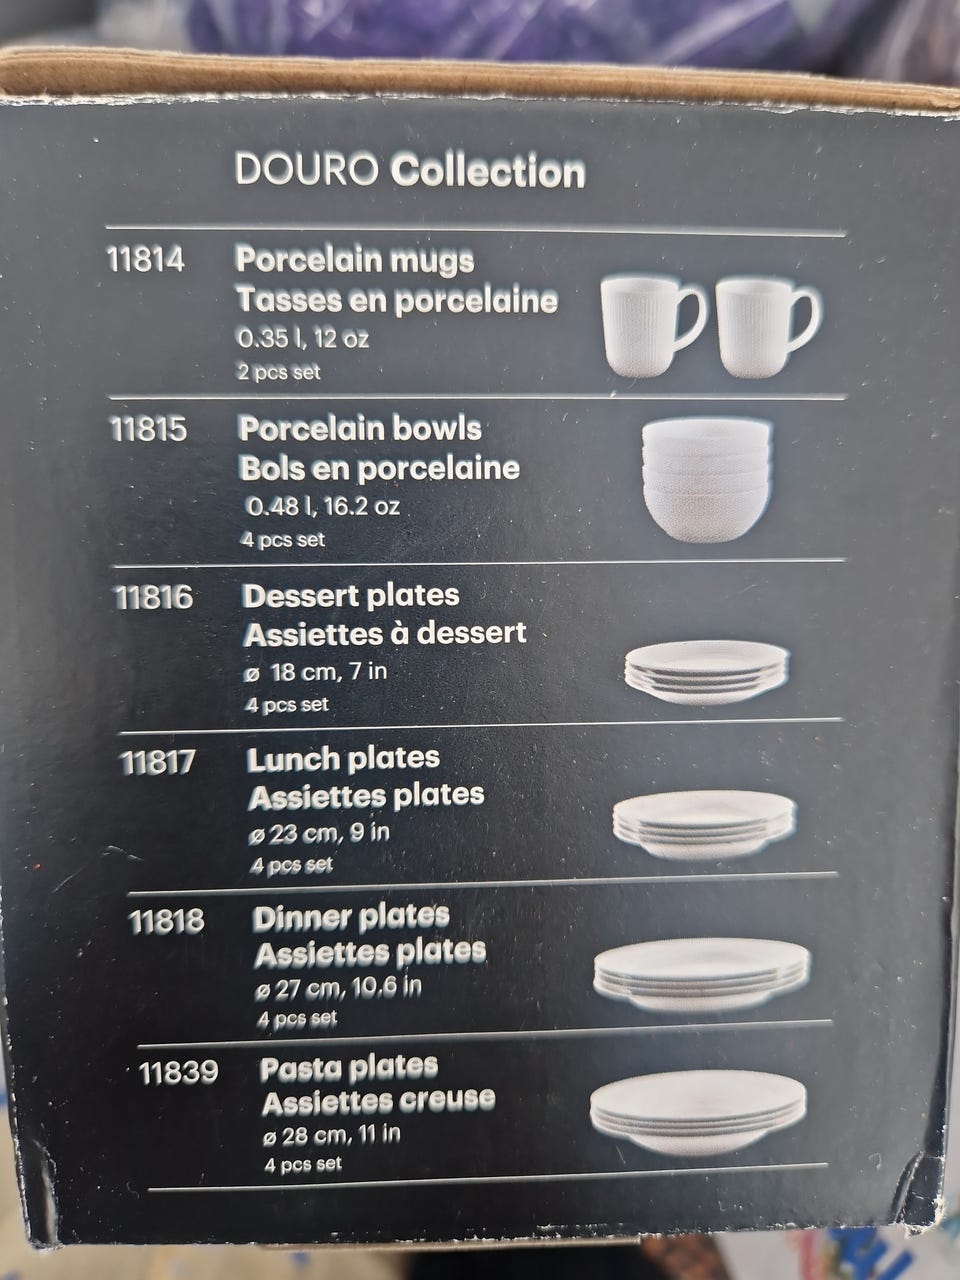 DOURO Collection
11814
Porcelain mugs
Tasses en porcelaine
0.35 l, 12 oz
2 pcs set
11815
Porcelain bowls
Bols en porcelaine
0.48 l, 16.2 oz
4 pcs set
11816
Dessert plates
Assiettes à dessert
ø 18 cm, 7 in
4 pcs set
11817
Lunch plates
Assiettes plates
ø 23 cm, 9 in
4 pcs set
11818
Dinner plates
Assiettes plates
ø 27 cm, 10.6 in
4 pcs set
11839
Pasta plates
Assiettes creuse
ø 28 cm, 11 in
4 pcs set